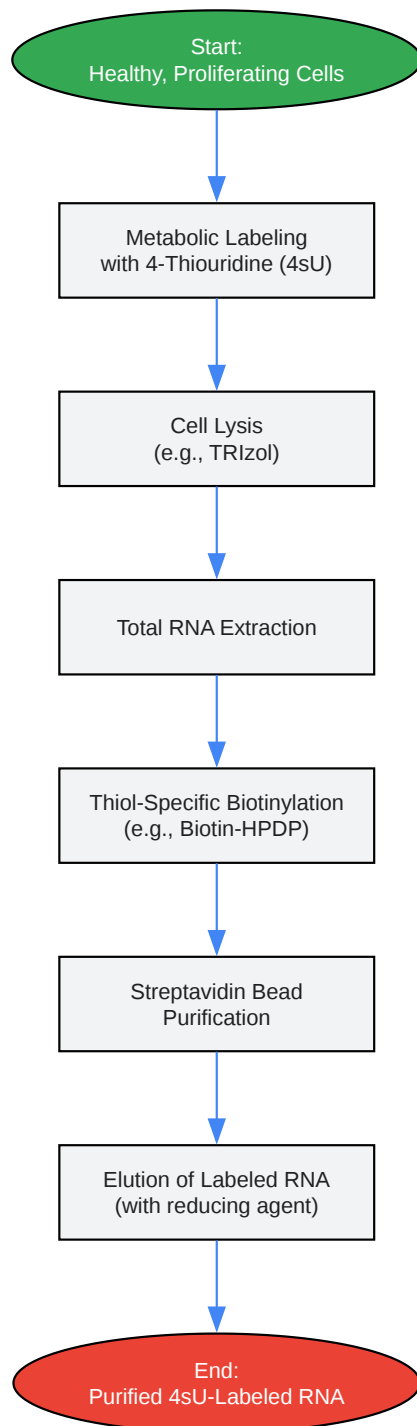 Start:
Healthy, Proliferating Cells
Metabolic Labeling
with 4-Thiouridine (4sU)
Cell Lysis
(e.g., TRIzol)
Total RNA Extraction
Thiol-Specific Biotinylation
(e.g., Biotin-HPDP)
Streptavidin Bead
Purification
Elution of Labeled RNA
(with reducing agent)
End:
Purified 4sU-Labeled RNA